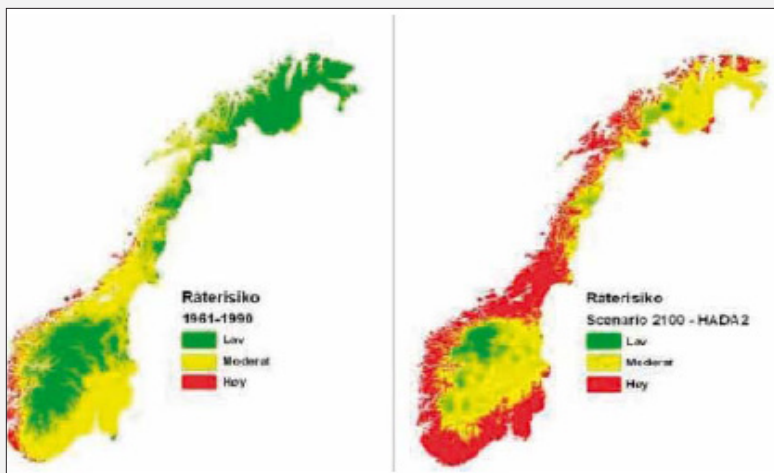 Råterisiko
1961-1990
Lav
Moderat
Høy
Råterisiko
Scenario 2100 - HADA2
Lav
Moderat
Høy